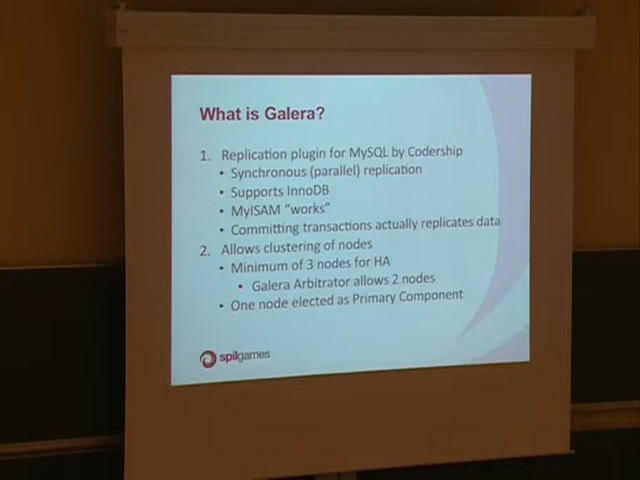 What is Galera?
1. Replication plugin for MySQL by Codership
• Synchronous (parallel) replication
• Supports InnoDB
• MyISAM “works”
• Committing transactions actually replicates data
2. Allows clustering of nodes
• Minimum of 3 nodes for HA
• Galera Arbitrator allows 2 nodes
• One node elected as Primary Component
spilgames